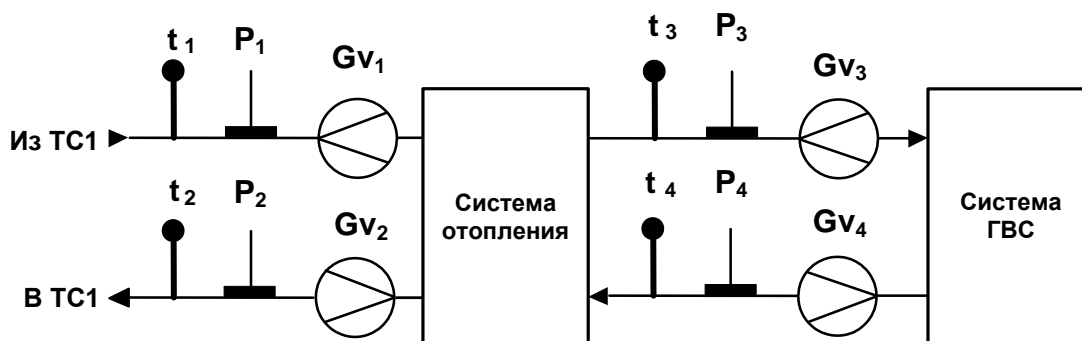 t 1 P1 Gv1 t 3 P3 Gv3
Из ТС1
t 2 P2 Gv2 t 4 P4 Gv4
Система
отопления
Система
ГВС
В ТС1